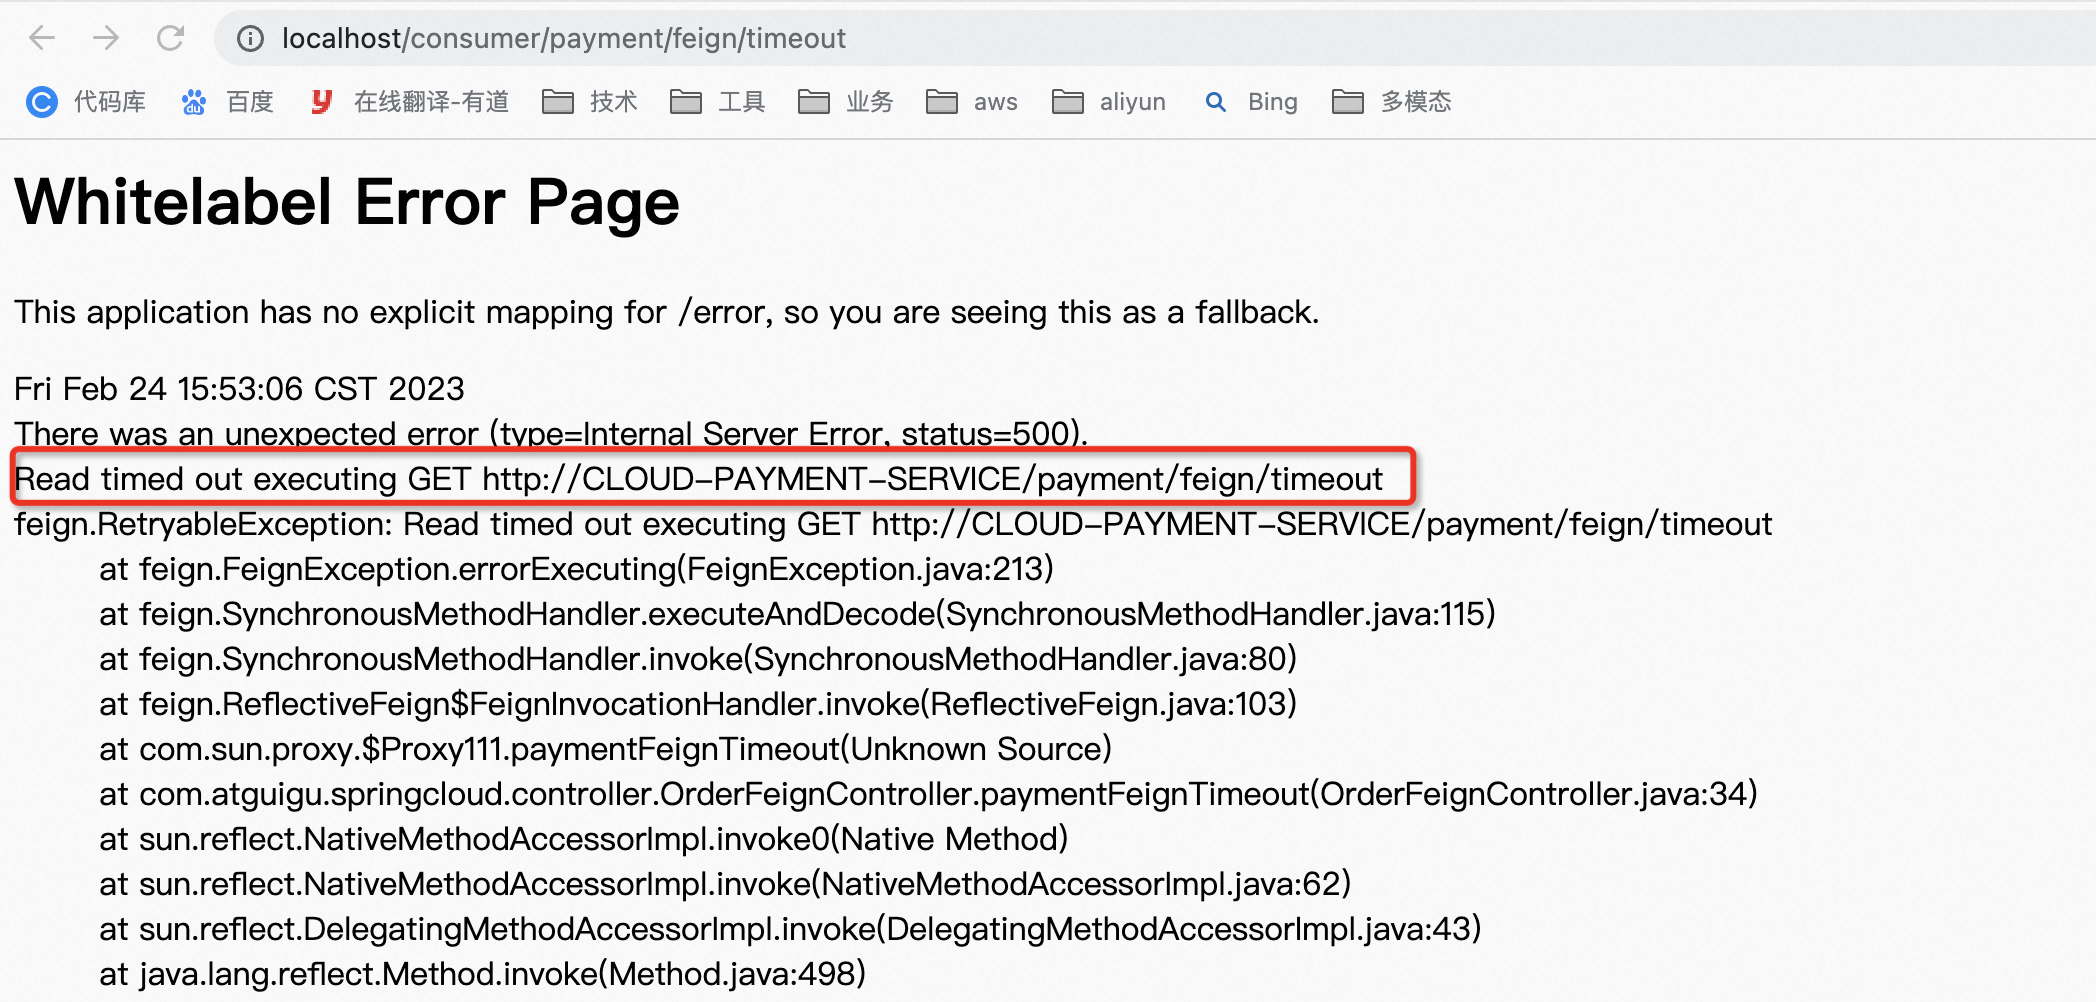 localhost/consumer/payment/feign/timeout
代码库 百度 在线翻译-有道 技术 工具 业务 aws aliyun Bing 多模态
Whitelabel Error Page
This application has no explicit mapping for /error, so you are seeing this as a fallback.
Fri Feb 24 15:53:06 CST 2023
There was an unexpected error (type=Internal Server Error, status=500).
Read timed out executing GET http://CLOUD-PAYMENT-SERVICE/payment/feign/timeout
feign.RetryableException: Read timed out executing GET http://CLOUD-PAYMENT-SERVICE/payment/feign/timeout
at feign.FeignException.errorExecuting(FeignException.java:213)
at feign.SynchronousMethodHandler.executeAndDecode(SynchronousMethodHandler.java:115)
at feign.SynchronousMethodHandler.invoke(SynchronousMethodHandler.java:80)
at feign.ReflectiveFeign$FeignInvocationHandler.invoke(ReflectiveFeign.java:103)
at com.sun.proxy.$Proxy111.paymentFeignTimeout(Unknown Source)
at com.atguigu.springcloud.controller.OrderFeignController.paymentFeignTimeout(OrderFeignController.java:34)
at sun.reflect.NativeMethodAccessorImpl.invoke0(Native Method)
at sun.reflect.NativeMethodAccessorImpl.invoke(NativeMethodAccessorImpl.java:62)
at sun.reflect.DelegatingMethodAccessorImpl.invoke(DelegatingMethodAccessorImpl.java:43)
at java.lang.reflect.Method.invoke(Method.java:498)